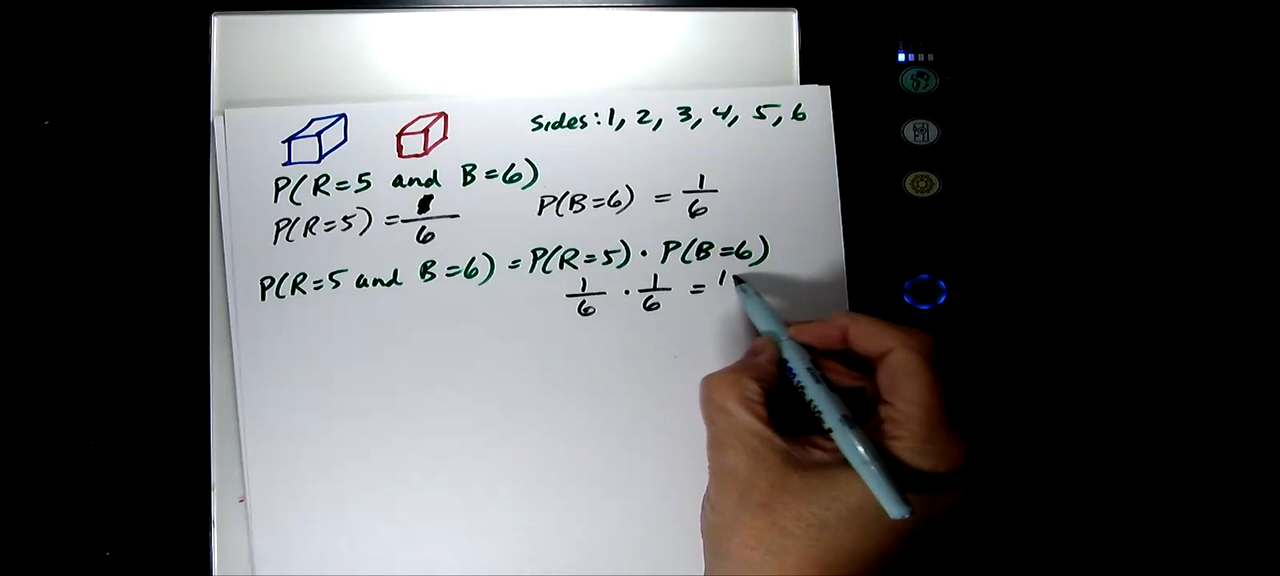 Sides: 1, 2, 3, 4, 5, 6
P(R=5 and B=6)
P(R=5) = 1/6 P(B=6) = 1/6
P(R=5 and B=6) = P(R=5) · P(B=6)
1/6 · 1/6 = 1